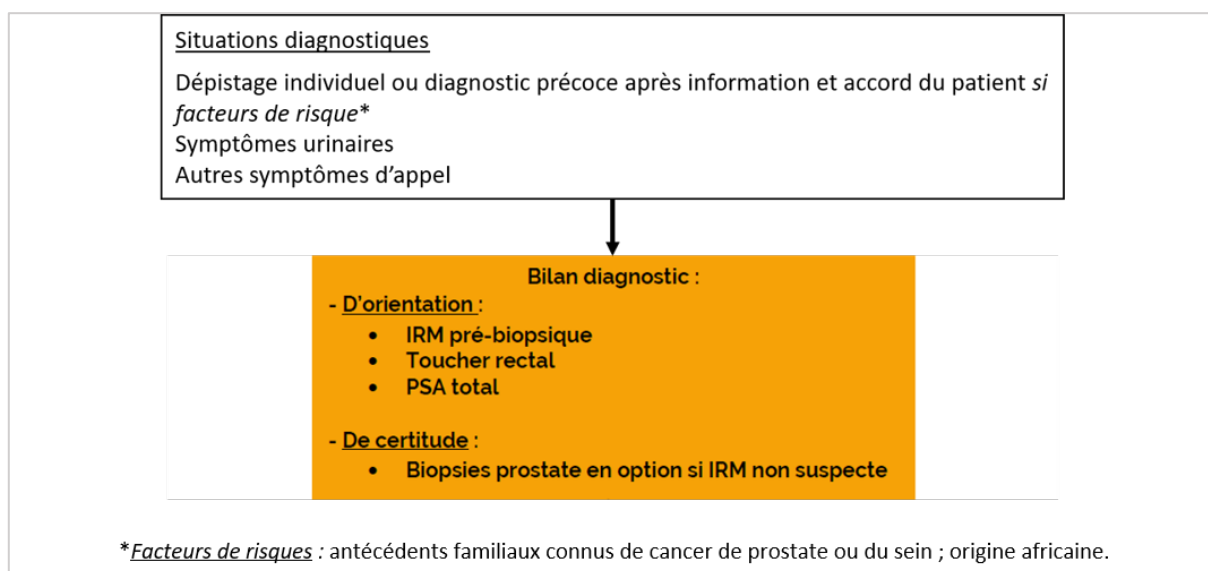 Situations diagnostiques
Dépistage individuel ou diagnostic précoce après information et accord du patient si
facteurs de risque*
Symptômes urinaires
Autres symptômes d’appel
Bilan diagnostic :
- D'orientation :
• IRM pré-biopsique
• Toucher rectal
• PSA total
- De certitude :
• Biopsies prostate en option si IRM non suspecte
*Facteurs de risques : antécédents familiaux connus de cancer de prostate ou du sein ; origine africaine.